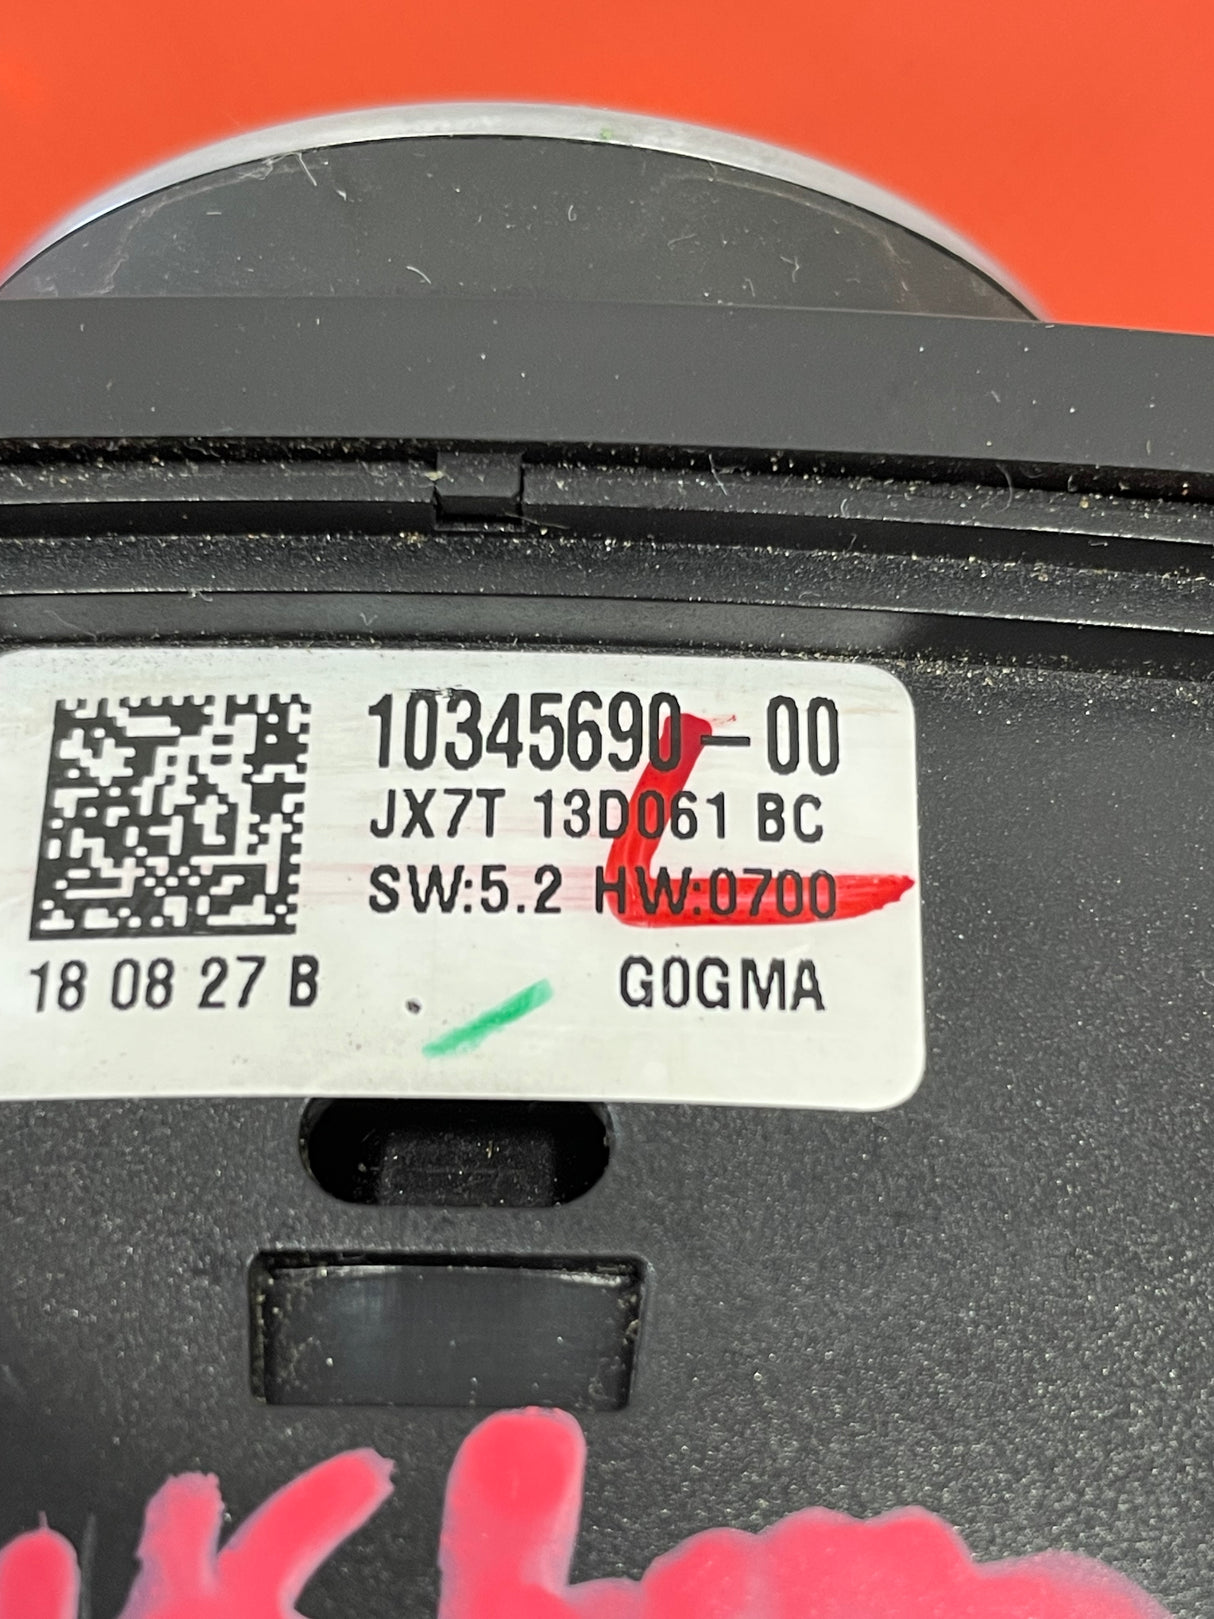 10345690-00
JX7T 13D061 BC
SW:5.2 HW:0700
18 08 27 B
G0GMA